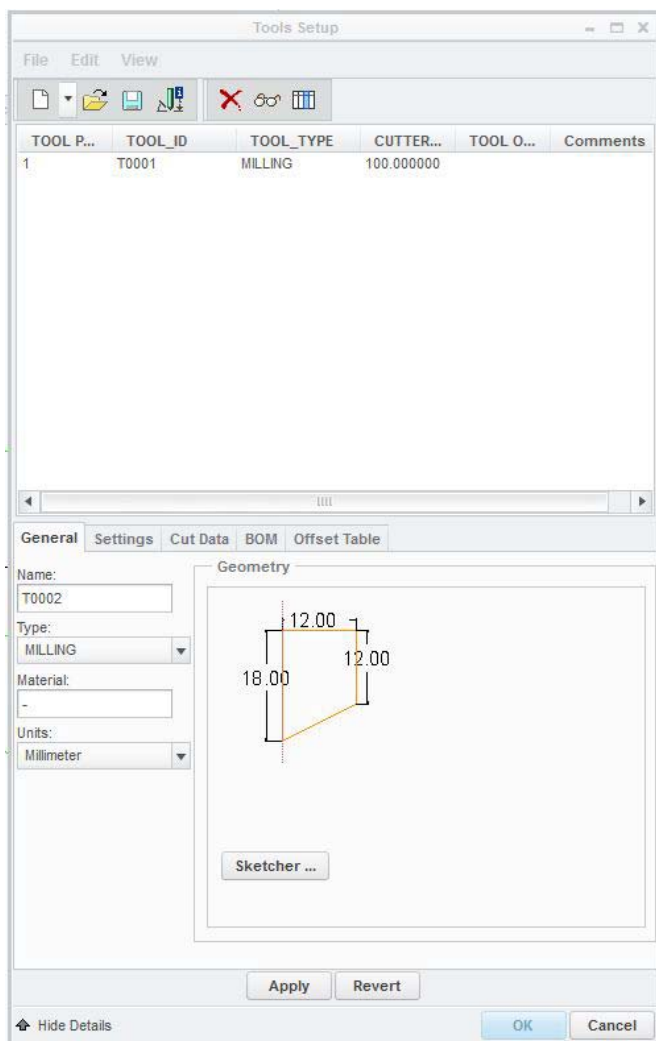 Tools Setup
File Edit View
TOOL P... TOOL_ID TOOL_TYPE CUTTER... TOOL O... Comments
1 T0001 MILLING 100.000000
General Settings Cut Data BOM Offset Table
Name:
T0002
Type:
MILLING
Material:
-
Units:
Millimeter
Geometry
12.00
12.00
18.00
Sketcher ...
Apply Revert
Hide Details OK Cancel